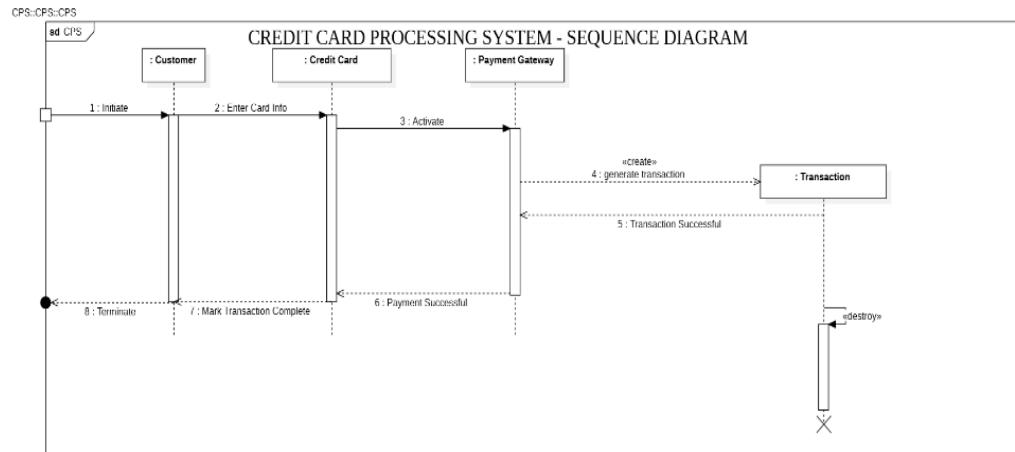 CPS::CPS::CPS
sd CPS
CREDIT CARD PROCESSING SYSTEM - SEQUENCE DIAGRAM
: Customer
: Credit Card
: Payment Gateway
1 : Initiate
2 : Enter Card Info
3 : Activate
«create»
4 : generate transaction
: Transaction
5 : Transaction Successful
6 : Payment Successful
7 : Mark Transaction Complete
8 : Terminate
«destroy»